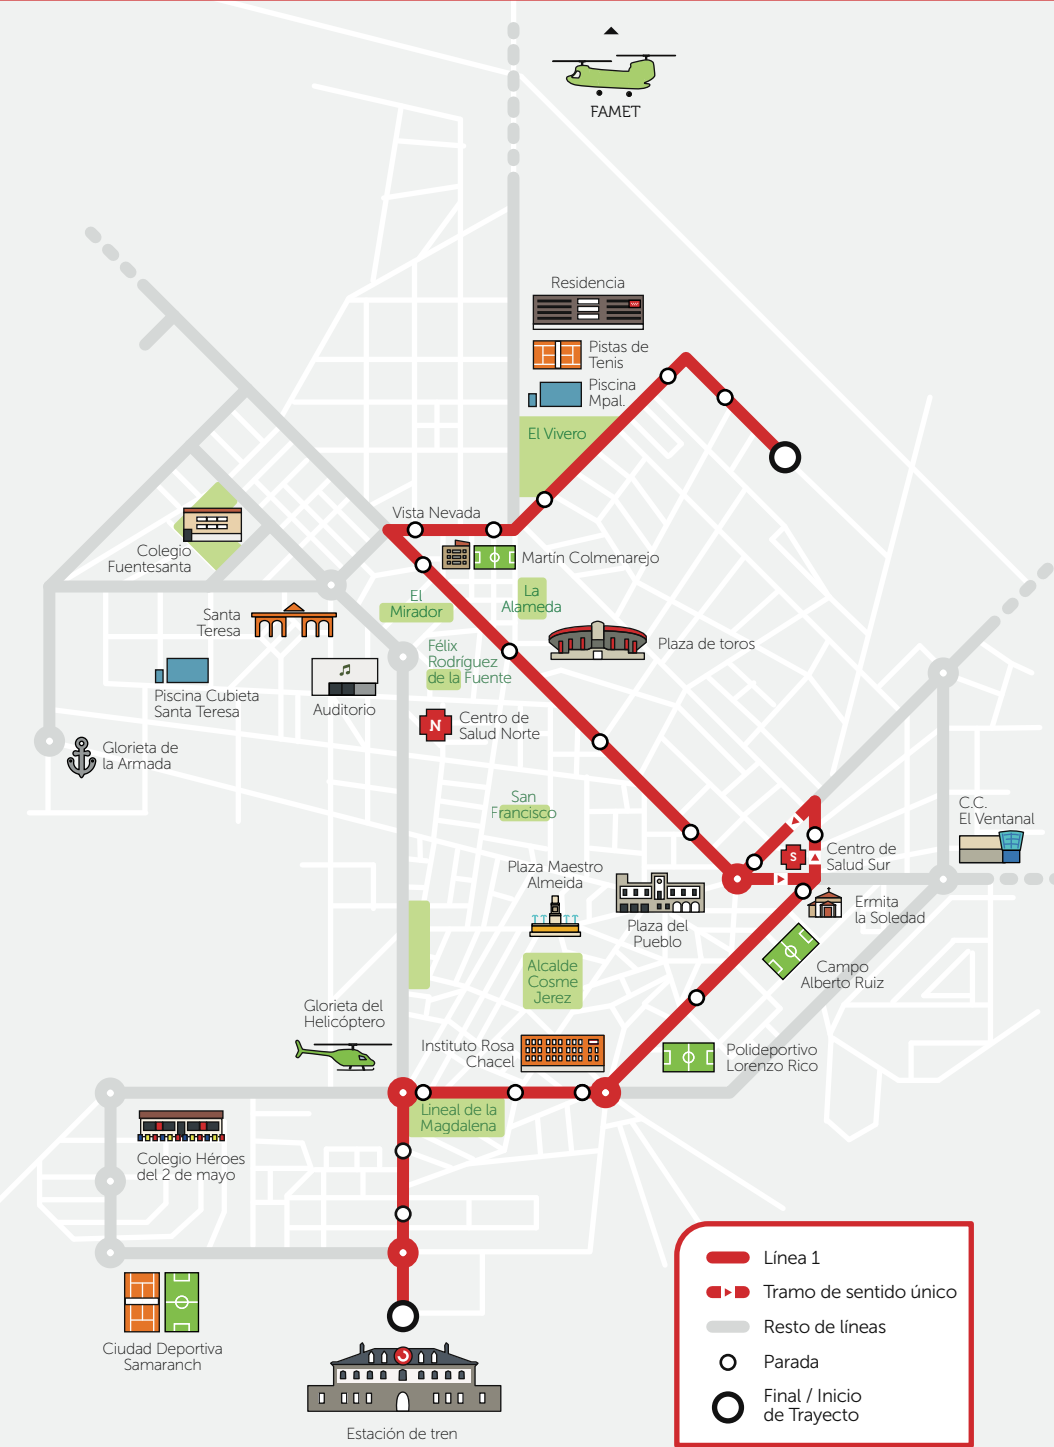 FAMET
Residencia
Pistas de
Tenis
Piscina
Mpal.
El Vivero
Vista Nevada
Martín Colmenarejo
Colegio
Fuentesanta
El
Mirador
La
Alameda
Santa
Teresa
Plaza de toros
Félix
Rodríguez
de la Fuente
Piscina Cubieta
Santa Teresa
Auditorio
N
Centro de
Salud Norte
Glorieta de
la Armada
San
Francisco
C.C.
El Ventanal
S
Centro de
Salud Sur
Plaza Maestro
Almeida
Plaza del
Pueblo
Ermita
la Soledad
Campo
Alberto Ruiz
Alcalde
Cosme
Jerez
Glorieta del
Helicóptero
Instituto Rosa
Chacel
Polideportivo
Lorenzo Rico
Lineal de la
Magdalena
Colegio Héroes
del 2 de mayo
Ciudad Deportiva
Samaranch
Estación de tren
Línea 1
Tramo de sentido único
Resto de líneas
Parada
Final / Inicio
de Trayecto